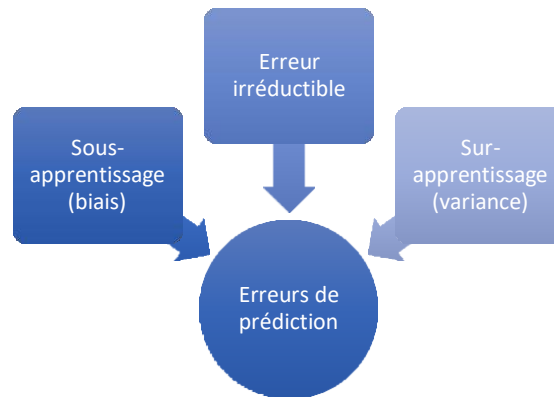 Erreur
irréductible
Sous-
apprentissage
(biais)
Sur-
apprentissage
(variance)
Erreurs de
prédiction